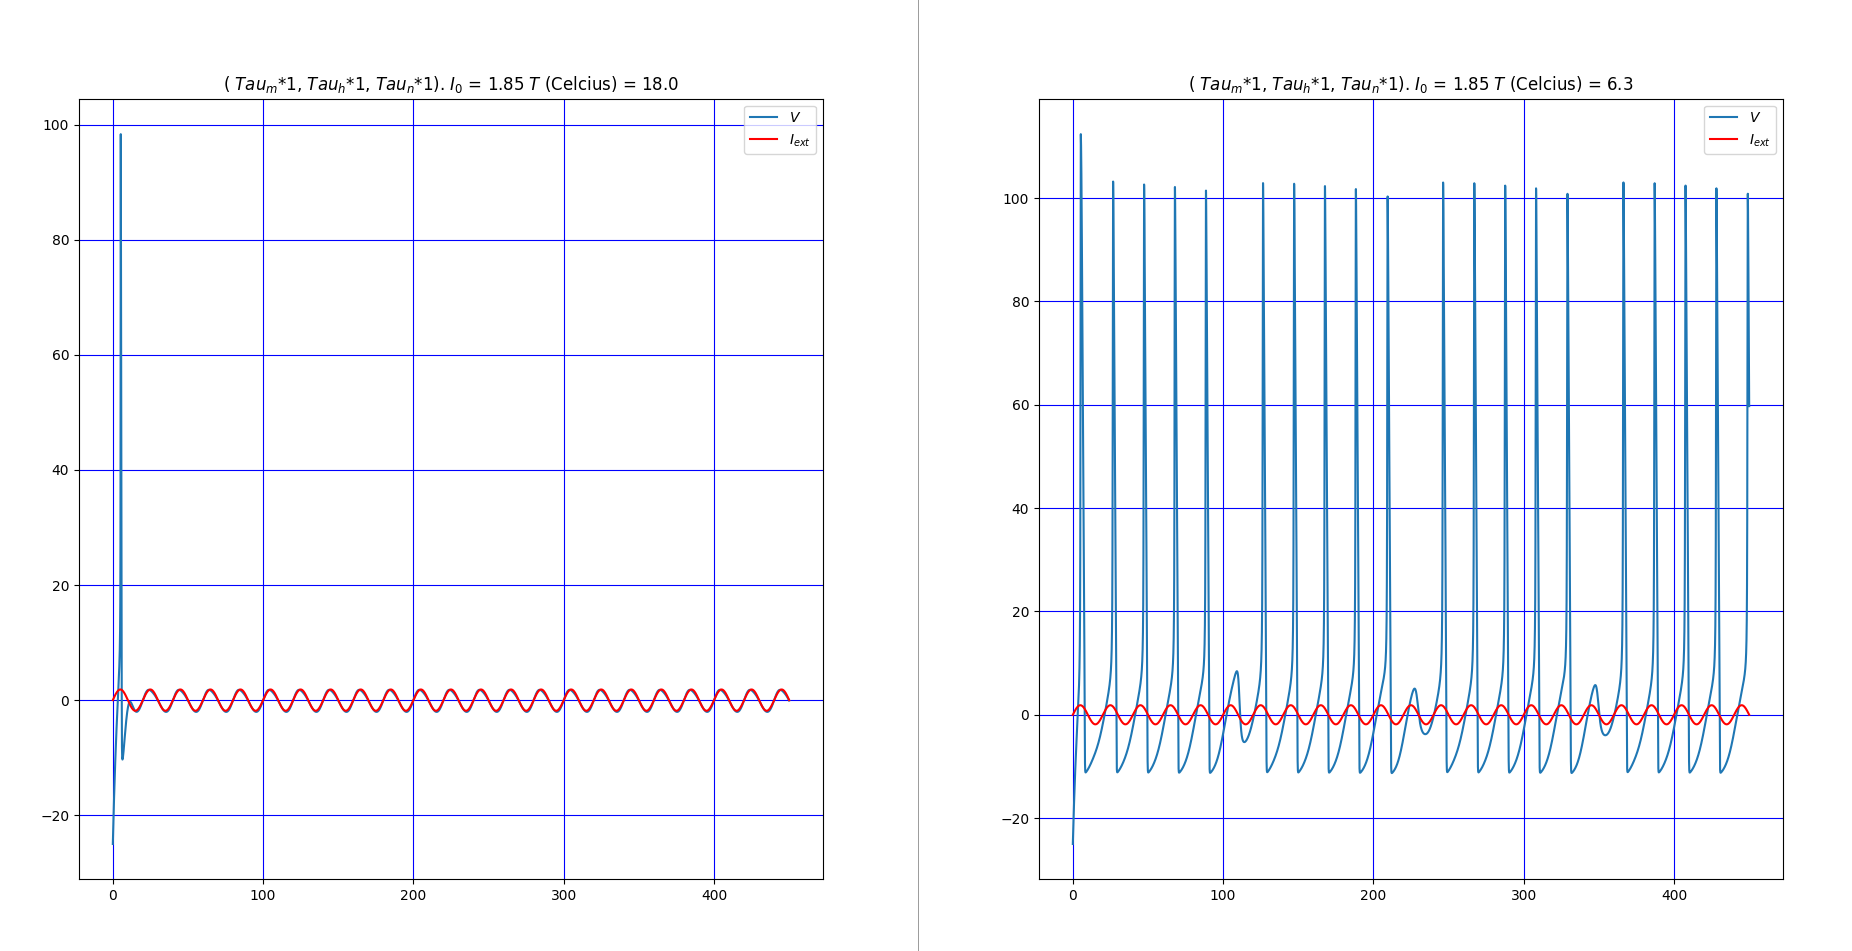 ( Tau_m*1, Tau_h*1, Tau_n*1). I_0 = 1.85 T (Celcius) = 18.0
V
I_ext
100
80
60
40
20
0
−20
0 100 200 300 400
( Tau_m*1, Tau_h*1, Tau_n*1). I_0 = 1.85 T (Celcius) = 6.3
V
I_ext
100
80
60
40
20
0
−20
0 100 200 300 400